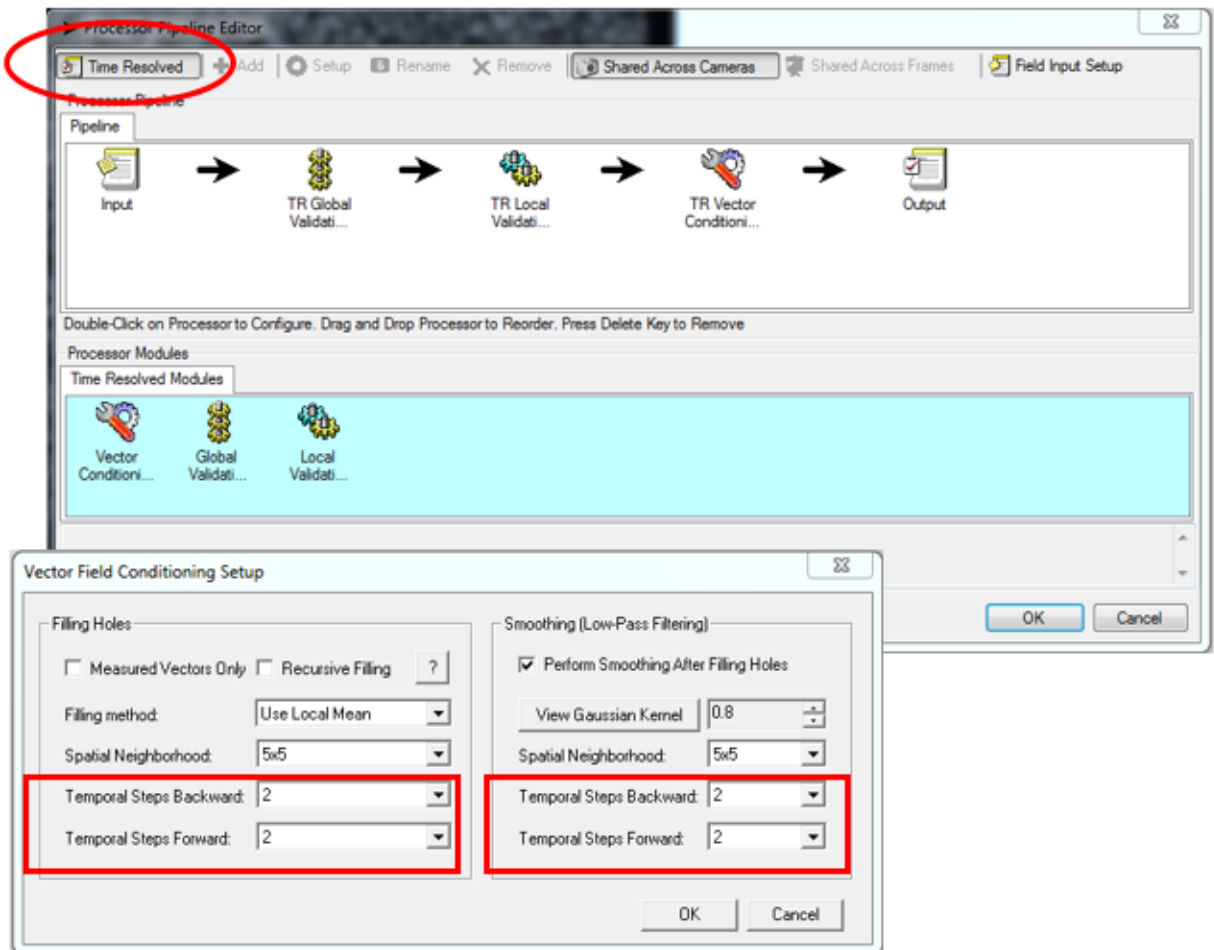 Processor Pipeline Editor
Time Resolved Add Setup Rename Remove Shared Across Cameras Shared Across Frames Field Input Setup
Processor Pipeline
Pipeline
Input TR Global Validati... TR Local Validati... TR Vector Conditioni... Output
Double-Click on Processor to Configure. Drag and Drop Processor to Reorder. Press Delete Key to Remove
Processor Modules
Time Resolved Modules
Vector Conditioni... Global Validati... Local Validati...
OK Cancel
Vector Field Conditioning Setup
Filling Holes
Measured Vectors Only Recursive Filling ?
Filling method: Use Local Mean
Spatial Neighborhood: 5x5
Temporal Steps Backward: 2
Temporal Steps Forward: 2
Smoothing (Low-Pass Filtering)
Perform Smoothing After Filling Holes
View Gaussian Kernel 0.8
Spatial Neighborhood: 5x5
Temporal Steps Backward: 2
Temporal Steps Forward: 2
OK Cancel